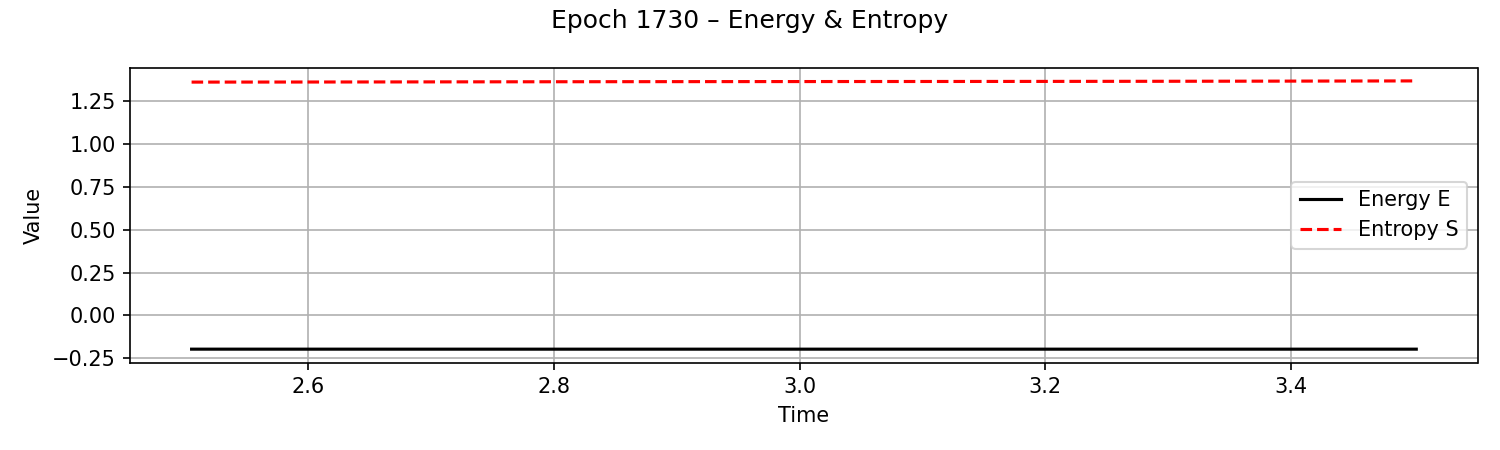 Epoch 1730 – Energy & Entropy
1.25
1.00
0.75
0.50
0.25
0.00
−0.25
Value
Energy E
Entropy S
2.6 2.8 3.0 3.2 3.4
Time